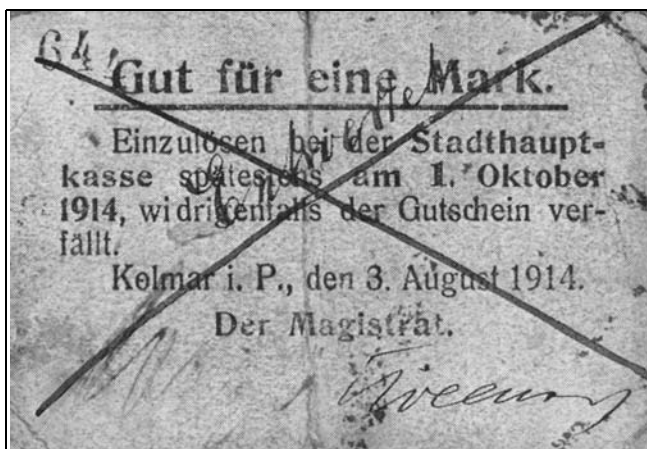 64
Gut für eine Mark.
Einzulösen bei der Stadthaupt-
kasse spätestens am 1. Oktober
1914, widrigenfalls der Gutschein ver-
fällt.
Kolmar i. P., den 3. August 1914.
Der Magistrat.